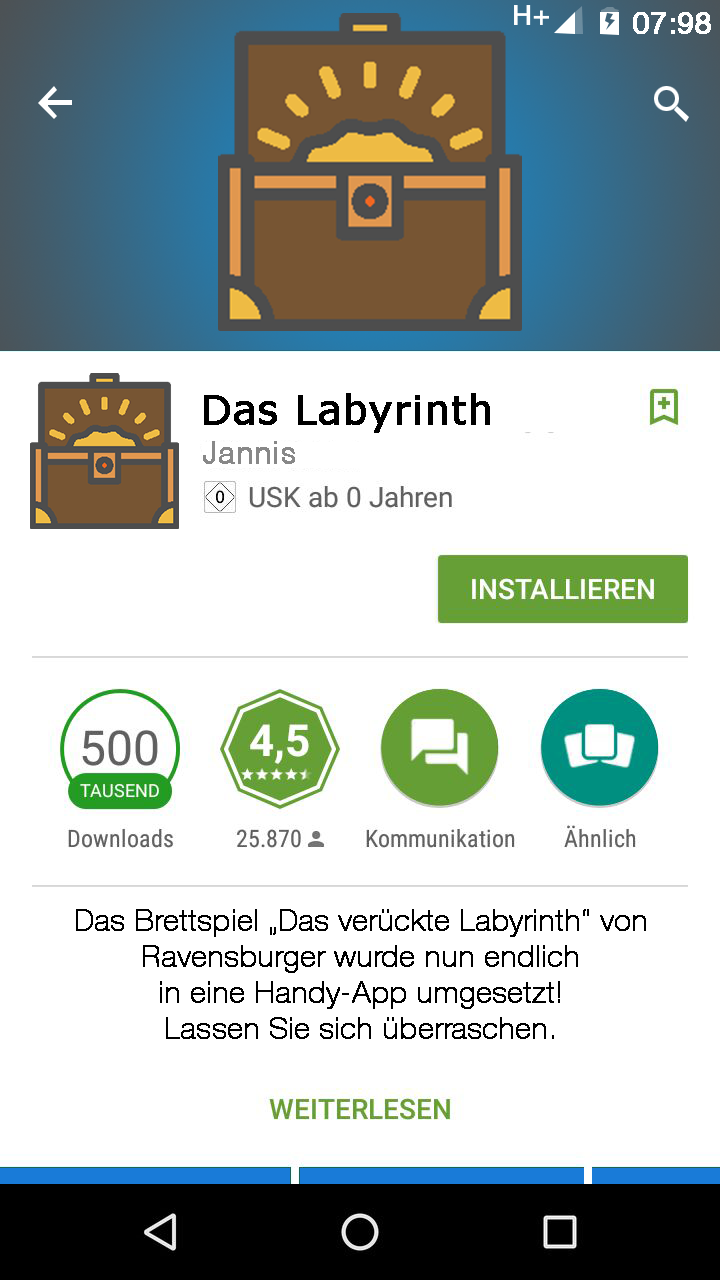 H+ 07:98
Das Labyrinth
Jannis
0 USK ab 0 Jahren
INSTALLIEREN
500 4,5
TAUSEND
Downloads 25.870 Kommunikation Ähnlich
Das Brettspiel „Das verückte Labyrinth“ von
Ravensburger wurde nun endlich
in eine Handy-App umgesetzt!
Lassen Sie sich überraschen.
WEITERLESEN